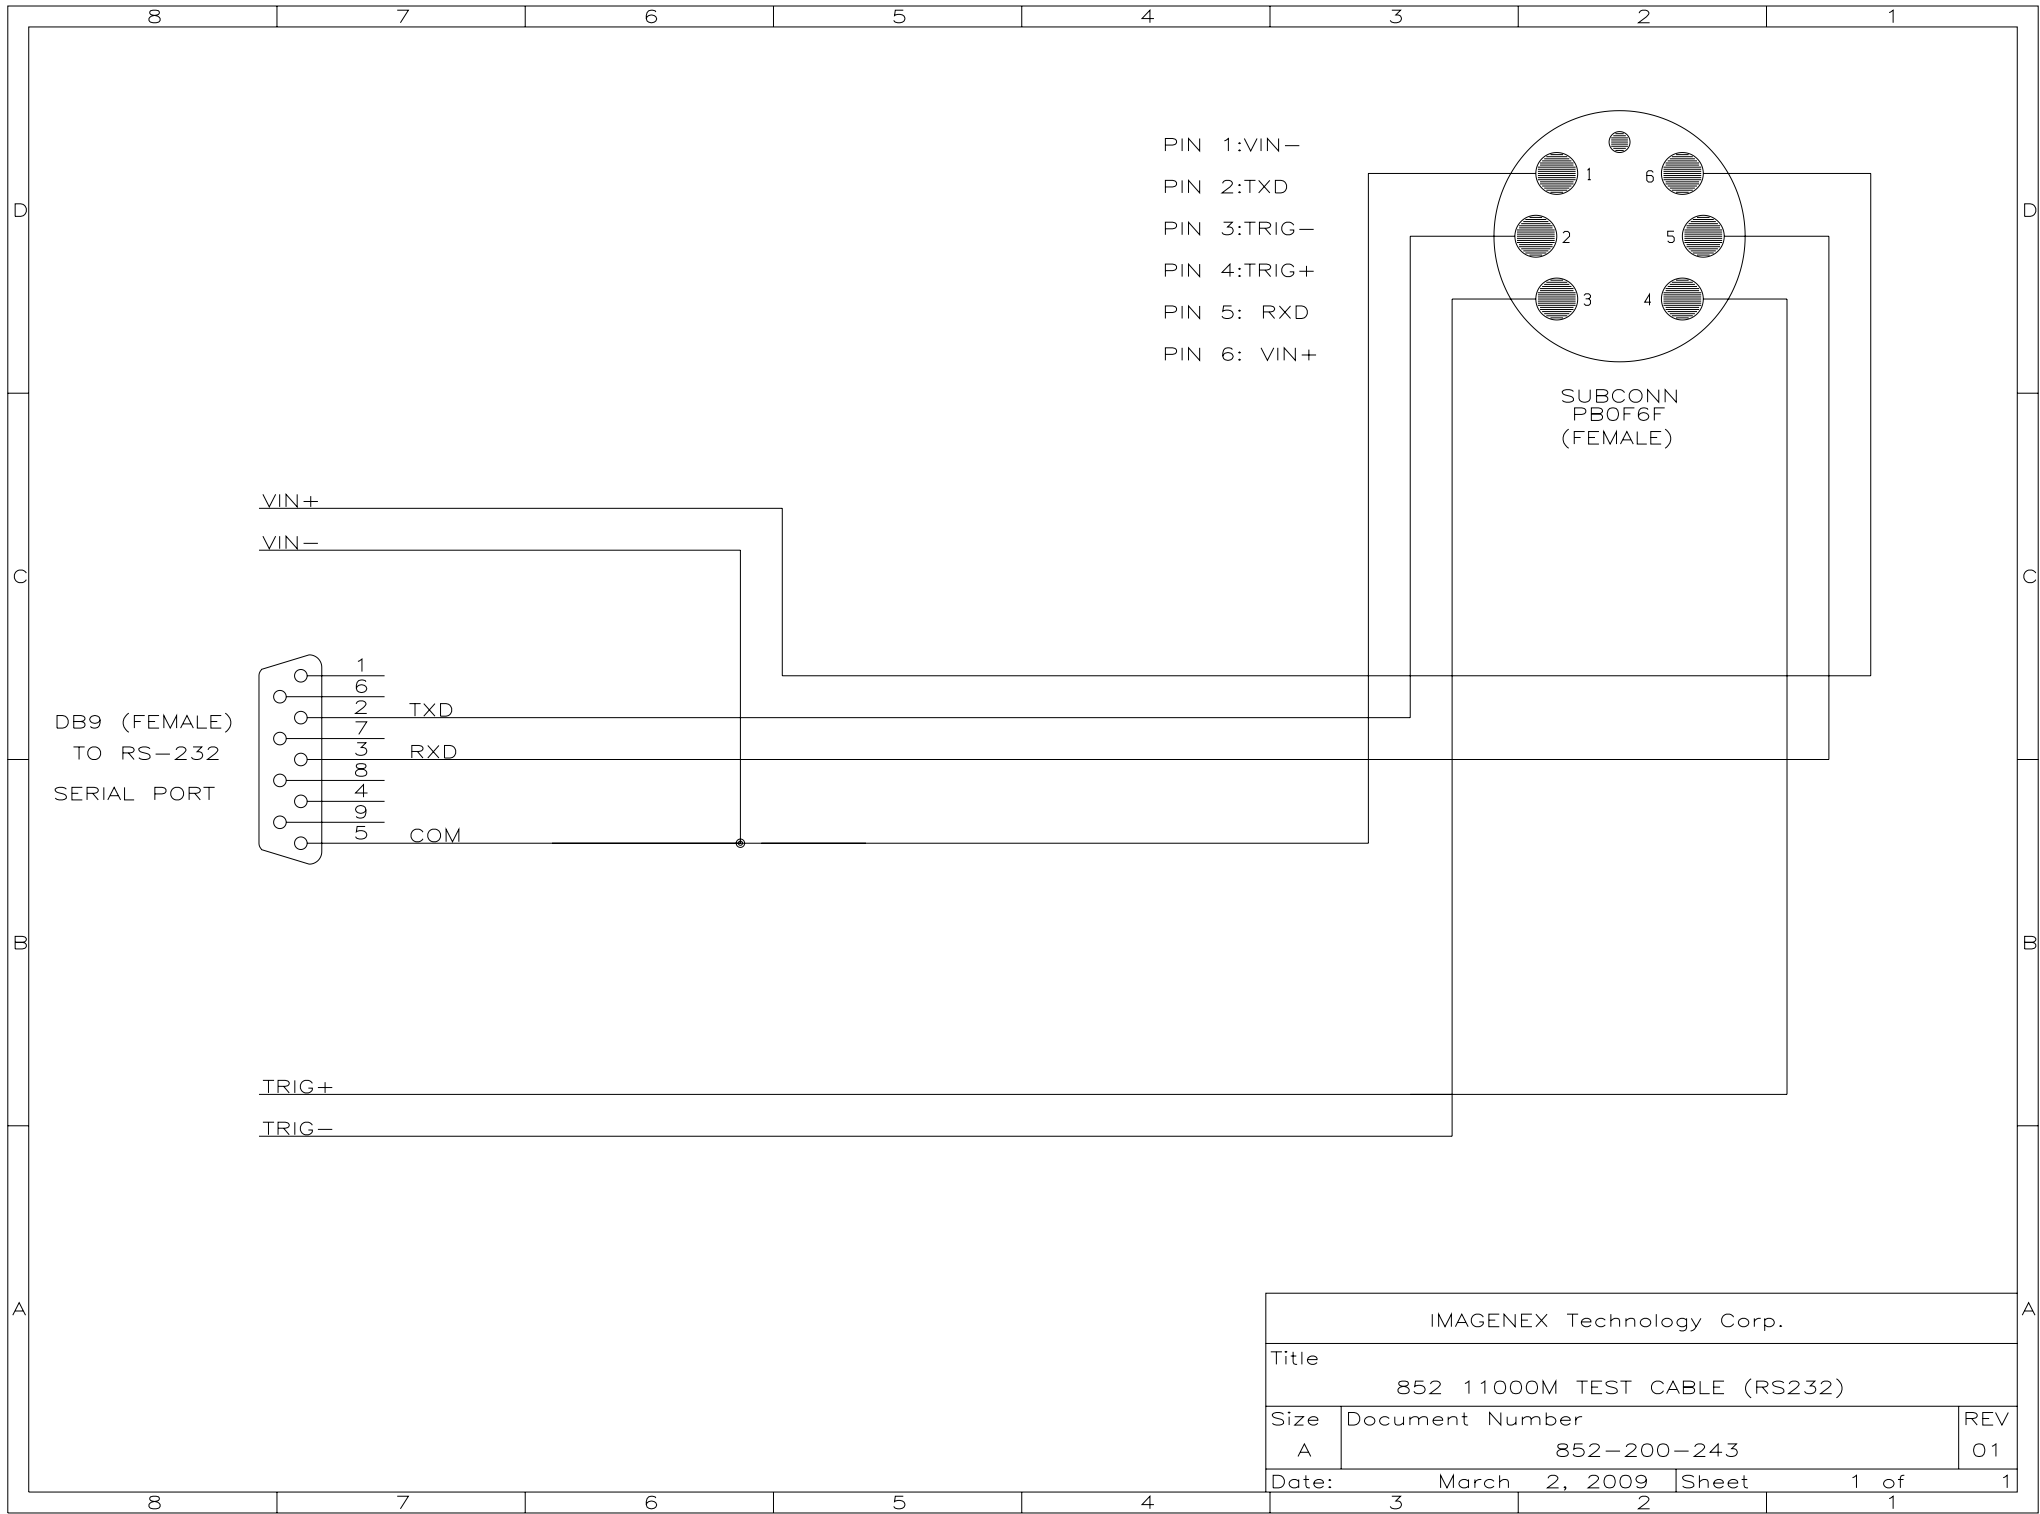 8 7 6 5 4 3 2 1
PIN 1:VIN-
PIN 2:TXD
PIN 3:TRIG-
PIN 4:TRIG+
PIN 5: RXD
PIN 6: VIN+
1 6
2 5
3 4
D D
SUBCONN
PB0F6F
(FEMALE)
VIN+
VIN-
C C
DB9 (FEMALE)
TO RS-232
SERIAL PORT
1
6
2 TXD
7
3 RXD
8
4
9
5 COM
B B
TRIG+
TRIG-
A A
IMAGENEX Technology Corp.
Title
852 11000M TEST CABLE (RS232)
Size Document Number REV
A 852-200-243 01
Date: March 2, 2009 Sheet 1 of 1
8 7 6 5 4 3 2 1